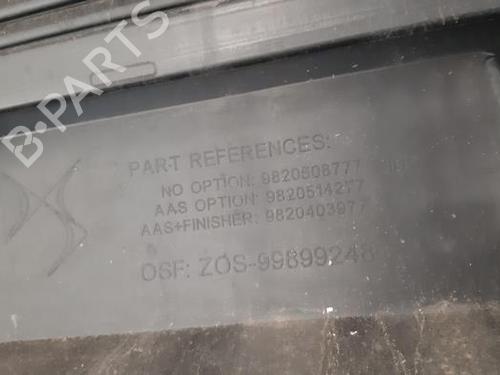 B-PARTS
PART REFERENCES:
NO OPTION: 9820508777
AAS OPTION: 9820514277
AAS+FINISHER: 9820403977
OSF: ZOS-99899248